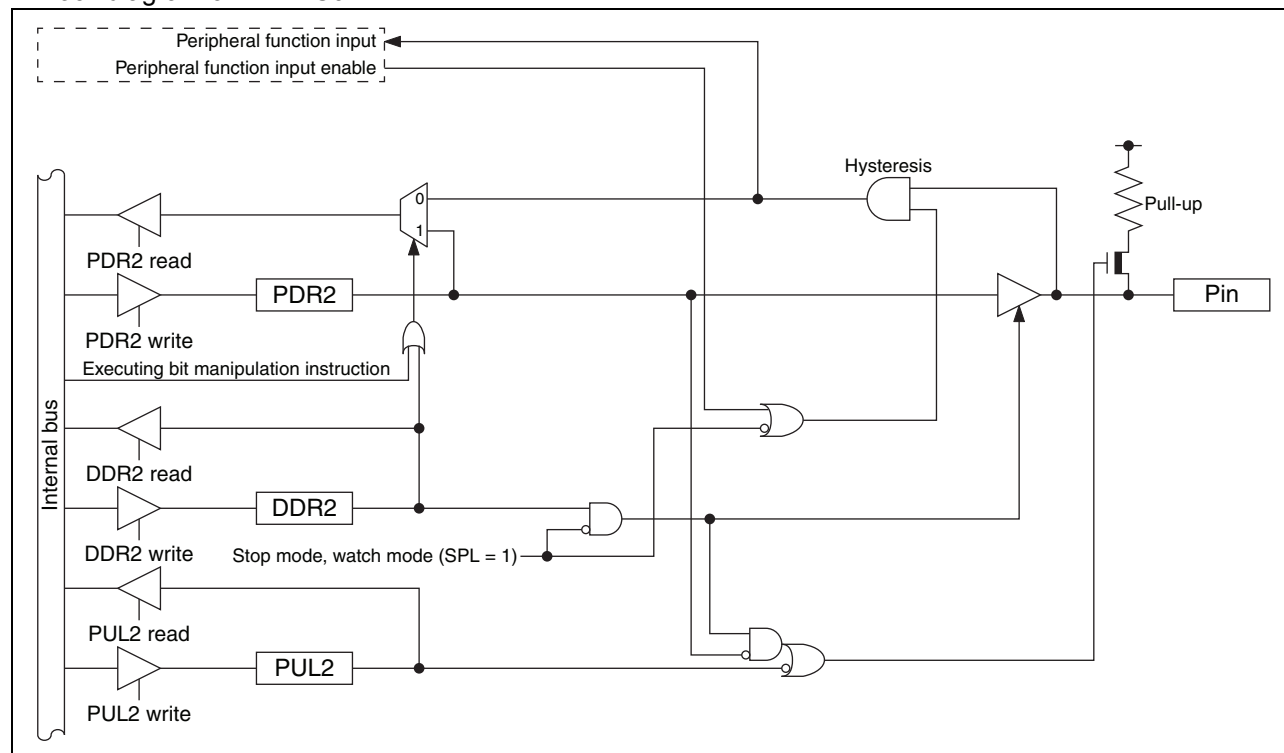 Peripheral function input
Peripheral function input enable
Hysteresis
0
Pull-up
1
PDR2 read
PDR2
Pin
PDR2 write
Executing bit manipulation instruction
Internal bus
DDR2 read
DDR2
DDR2 write
Stop mode, watch mode (SPL = 1)
PUL2 read
PUL2
PUL2 write